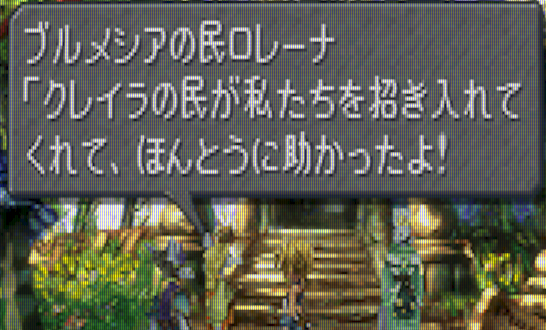 ブルメシアの民ロレーナ
「クレイラの民が私たちを招き入れて
くれて、ほんとうに助かったよ!